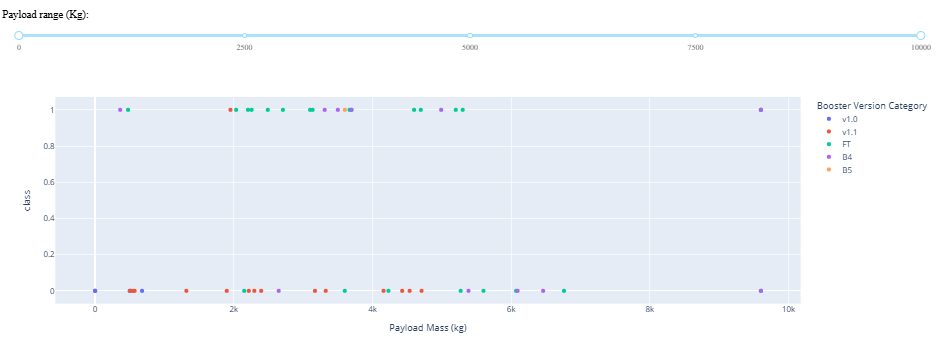 Payload range (Kg):
0 2500 5000 7500 10000
Booster Version Category
v1.0
v1.1
FT
B4
B5
class
1
0.8
0.6
0.4
0.2
0
0 2k 4k 6k 8k 10k
Payload Mass (kg)